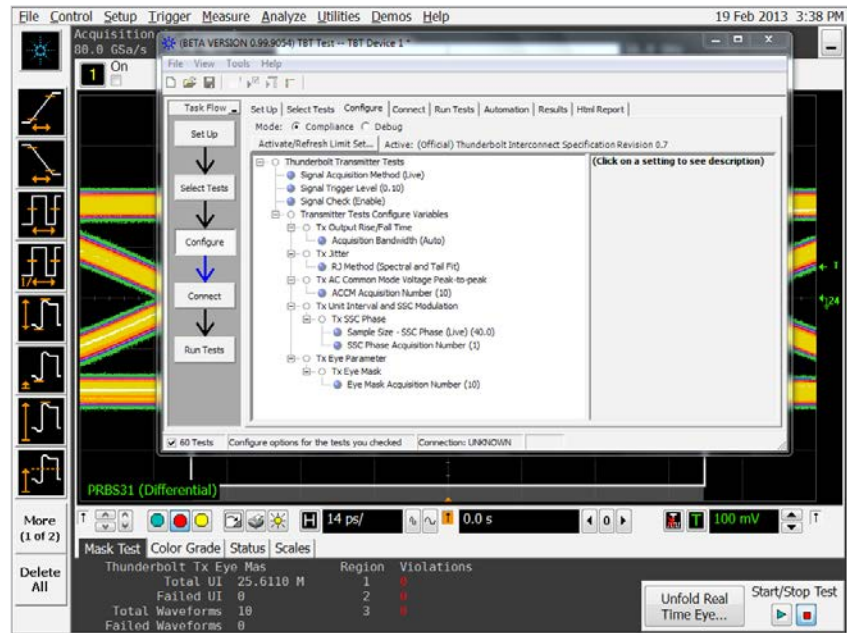 File Control Setup Trigger Measure Analyze Utilities Demos Help 19 Feb 2013 3:38 PM
Acquisition
80.0 GSa/s
1 On
(BETA VERSION 0.99.9054) TBT Test -- TBT Device 1 *
File View Tools Help
Task Flow
Set Up Select Tests Configure Connect Run Tests Automation Results Html Report
Mode: Compliance Debug
Activate/Refresh Limit Set... Active: (Official) Thunderbolt Interconnect Specification Revision 0.7
Set Up
Select Tests
Configure
Connect
Run Tests
Thunderbolt Transmitter Tests
Signal Acquisition Method (Live)
Signal Trigger Level (0.10)
Signal Check (Enable)
Transmitter Tests Configure Variables
Tx Output Rise/Fall Time
Acquisition Bandwidth (Auto)
Tx Jitter
RJ Method (Spectral and Tail Fit)
Tx AC Common Mode Voltage Peak-to-peak
ACCM Acquisition Number (10)
Tx Unit Interval and SSC Modulation
Tx SSC Phase
Sample Size - SSC Phase (Live) (40.0)
SSC Phase Acquisition Number (1)
Tx Eye Parameter
Tx Eye Mask
Eye Mask Acquisition Number (10)
(Click on a setting to see description)
60 Tests Configure options for the tests you checked Connection: UNKNOWN
T
PRBS31 (Differential)
More
(1 of 2)
Delete
All
T H 14 ps/ T 0.0 s 0 T 100 mV T
Mask Test Color Grade Status Scales
Thunderbolt Tx Eye Mas Region Violations
Total UI 25.6110 M 1 0
Failed UI 0 2 0
Total Waveforms 10 3 0
Failed Waveforms 0
Unfold Real
Time Eye...
Start/Stop Test